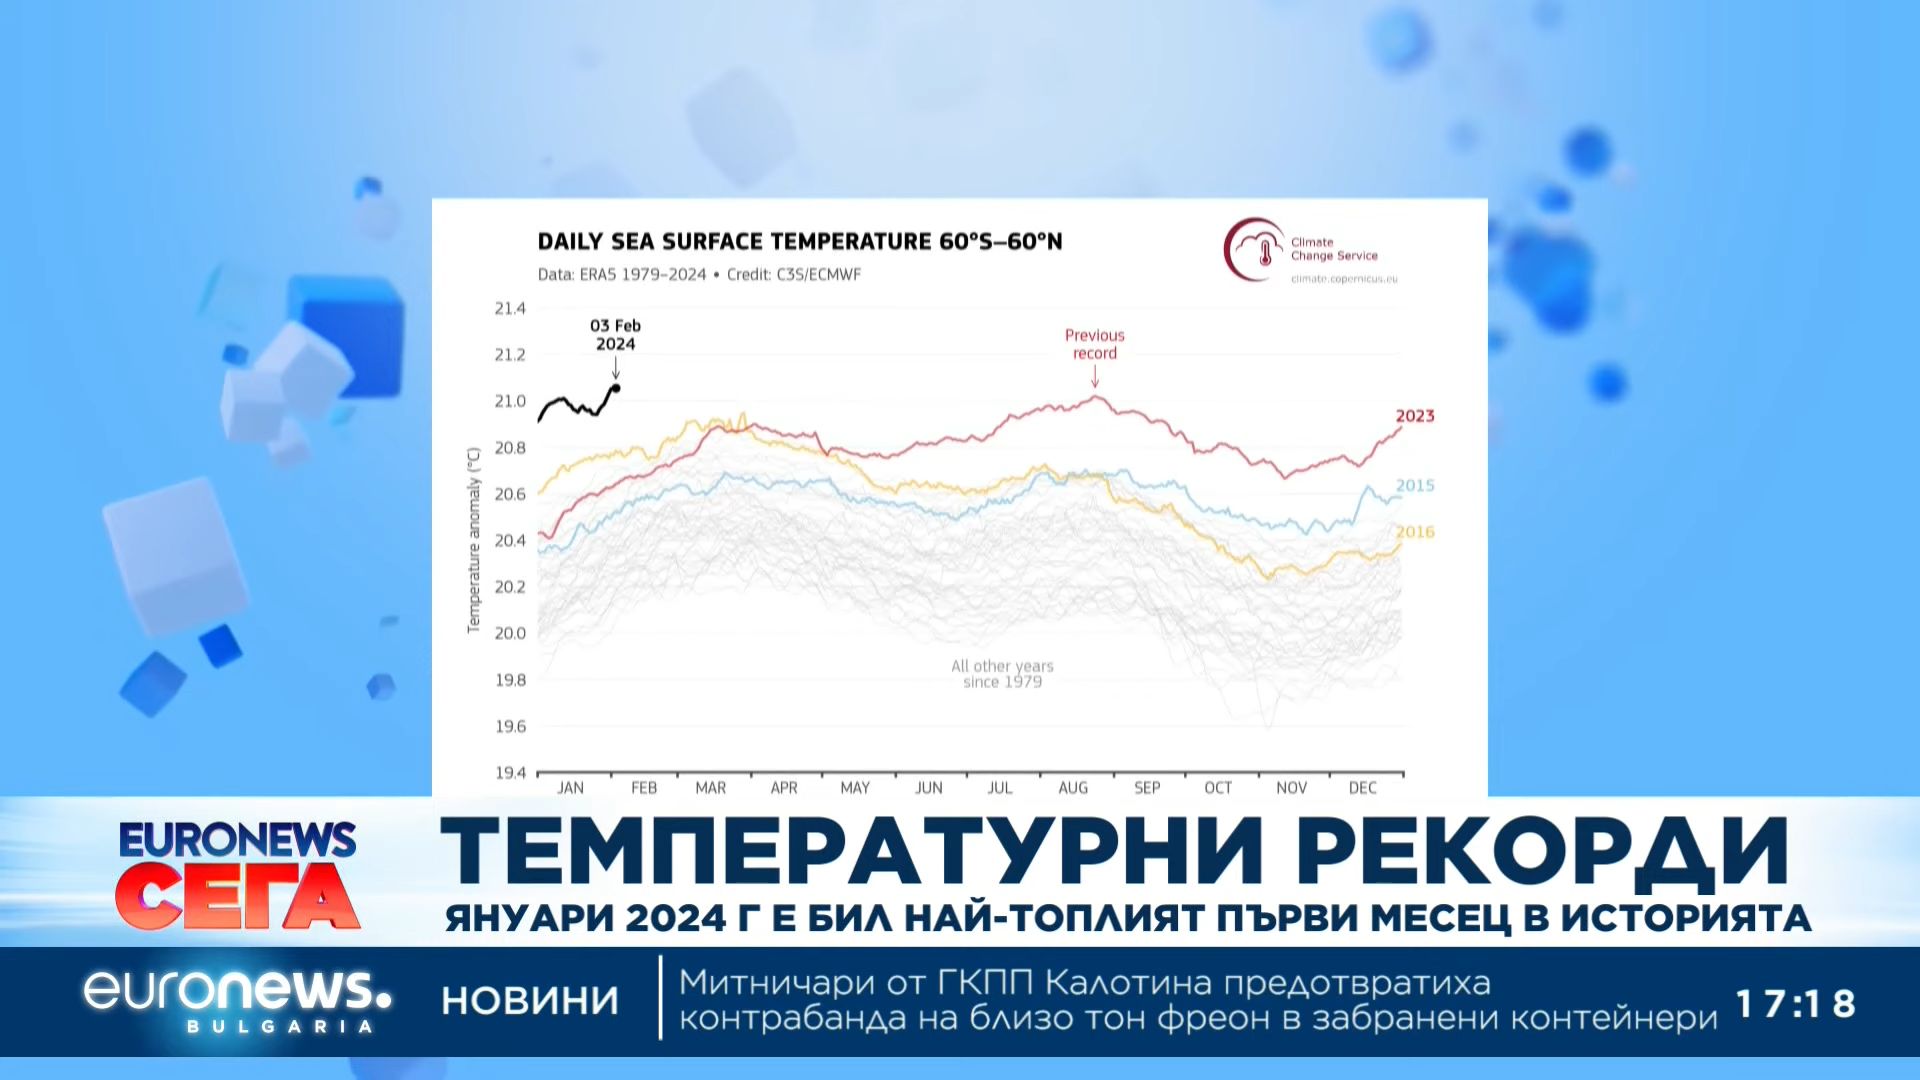 DAILY SEA SURFACE TEMPERATURE 60°S–60°N
Data: ERA5 1979–2024 • Credit: C3S/ECMWF
Climate
Change Service
climate.copernicus.eu
Temperature anomaly (°C)
21.4
21.2
21.0
20.8
20.6
20.4
20.2
20.0
19.8
19.6
19.4
03 Feb
2024
Previous
record
2023
2015
2016
All other years
since 1979
JAN FEB MAR APR MAY JUN JUL AUG SEP OCT NOV DEC
EURONEWS
СЕГА
ТЕМПЕРАТУРНИ РЕКОРДИ
ЯНУАРИ 2024 Г Е БИЛ НАЙ-ТОПЛИЯТ ПЪРВИ МЕСЕЦ В ИСТОРИЯТА
euronews.
BULGARIA
НОВИНИ
Митничари от ГКПП Калотина предотвратиха
контрабанда на близо тон фреон в забранени контейнери
17:18